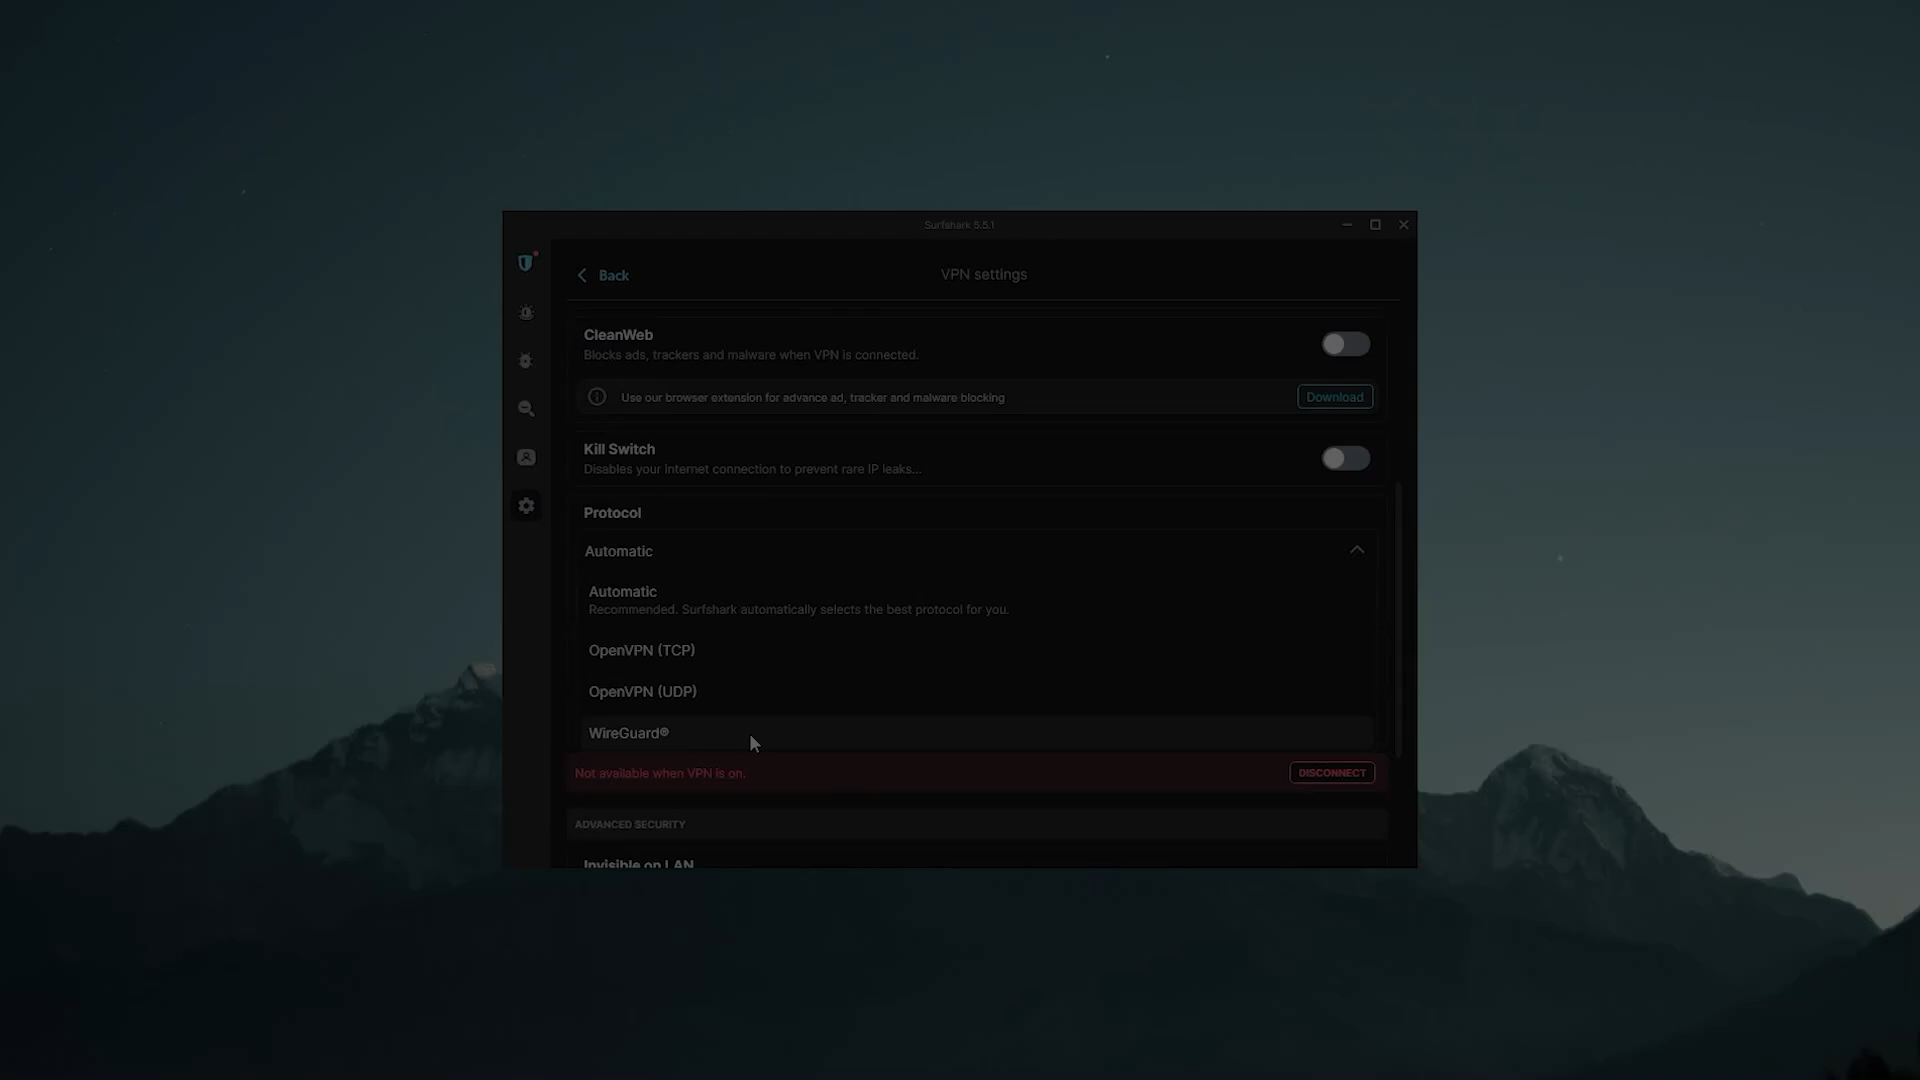 Surfshark 5.5.1
Back
VPN settings
CleanWeb
Blocks ads, trackers and malware when VPN is connected.
Use our browser extension for advance ad, tracker and malware blocking
Download
Kill Switch
Disables your internet connection to prevent rare IP leaks...
Protocol
Automatic
Automatic
Recommended. Surfshark automatically selects the best protocol for you.
OpenVPN (TCP)
OpenVPN (UDP)
WireGuard®
Not available when VPN is on.
DISCONNECT
ADVANCED SECURITY
Invisible on LAN